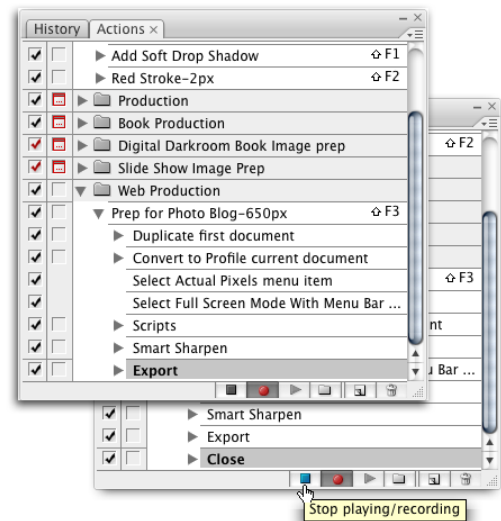 History Actions ×
Add Soft Drop Shadow ⇧F1
Red Stroke-2px ⇧F2
Production
Book Production
Digital Darkroom Book Image prep
Slide Show Image Prep
Web Production
Prep for Photo Blog-650px ⇧F3
Duplicate first document
Convert to Profile current document
Select Actual Pixels menu item
Select Full Screen Mode With Menu Bar ...
Scripts
Smart Sharpen
Export
⇧F2
⇧F3
nt
u Bar ...
Smart Sharpen
Export
Close
Stop playing/recording